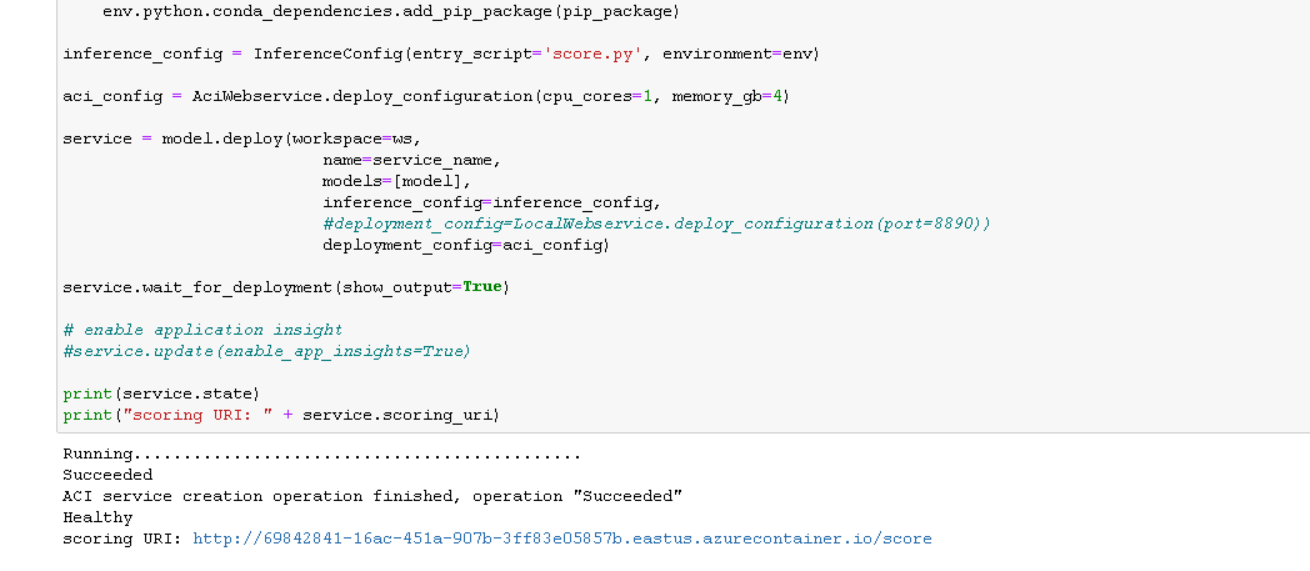 env.python.conda_dependencies.add_pip_package(pip_package)
inference_config = InferenceConfig(entry_script='score.py', environment=env)
aci_config = AciWebservice.deploy_configuration(cpu_cores=1, memory_gb=4)
service = model.deploy(workspace=ws,
name=service_name,
models=[model],
inference_config=inference_config,
#deployment_config=LocalWebservice.deploy_configuration(port=8890))
deployment_config=aci_config)
service.wait_for_deployment(show_output=True)
# enable application insight
#service.update(enable_app_insights=True)
print(service.state)
print("scoring URI: " + service.scoring_uri)
Running.............................................
Succeeded
ACI service creation operation finished, operation "Succeeded"
Healthy
scoring URI: http://69842841-16ac-451a-907b-3ff83e05857b.eastus.azurecontainer.io/score